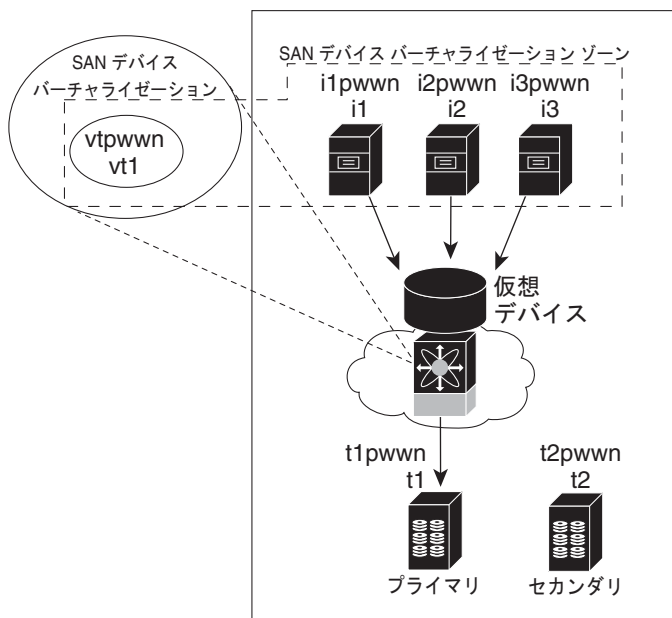 SAN デバイス
バーチャライゼーション
vtpwwn
vt1
SAN デバイス バーチャライゼーション ゾーン
i1pwwn i2pwwn i3pwwn
i1 i2 i3
仮想
デバイス
t1pwwn t2pwwn
t1 t2
プライマリ セカンダリ